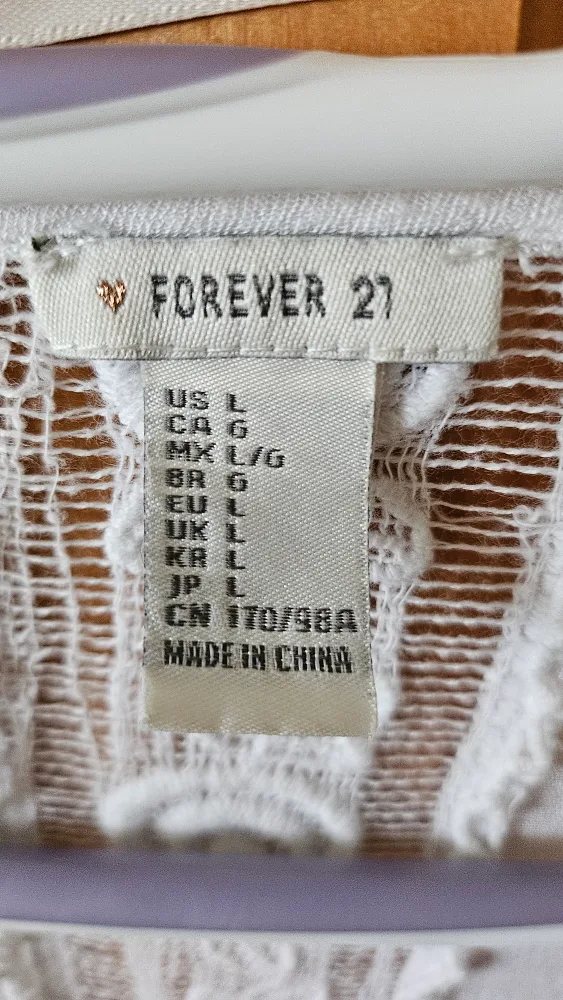 FOREVER 21
US L
CA G
MX L/G
BR G
EU L
UK L
KR L
JP L
CN 170/98A
MADE IN CHINA